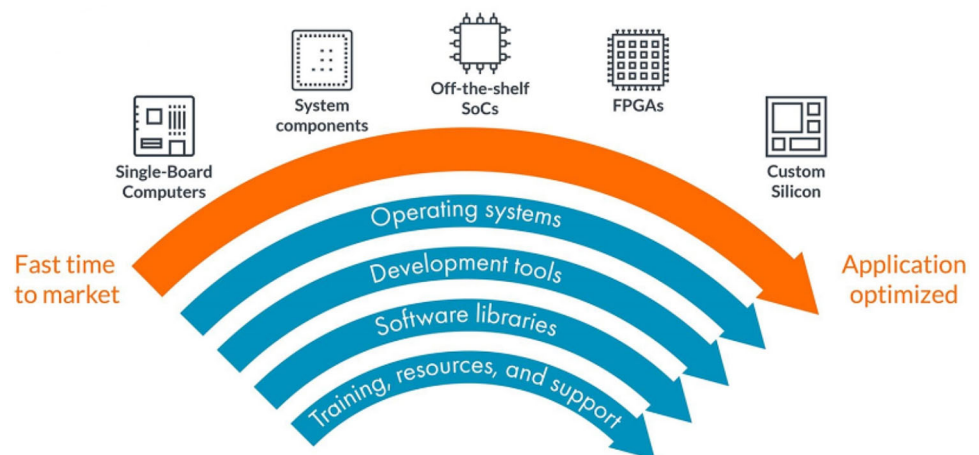 Off-the-shelf
SoCs
System
components
FPGAs
Single-Board
Computers
Custom
Silicon
Operating systems
Fast time
to market
Development tools
Application
optimized
Software libraries
Training, resources, and support